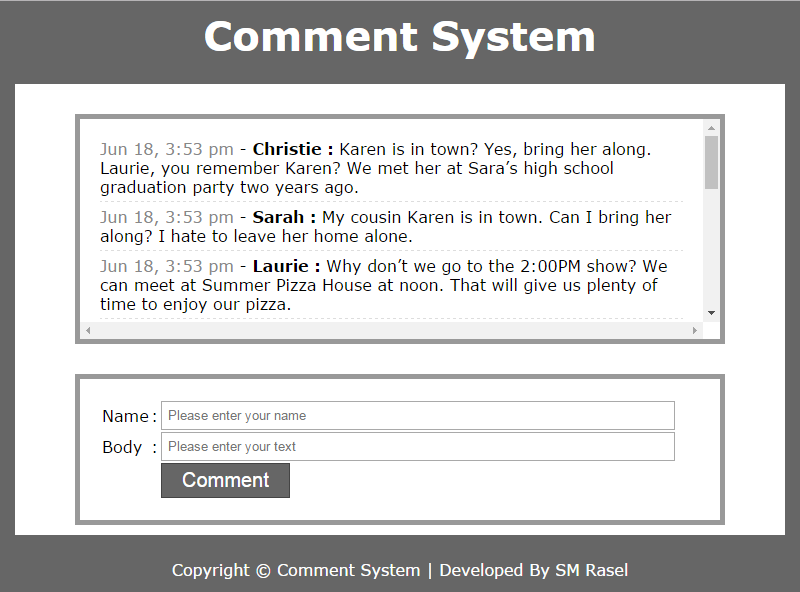 Comment System
Jun 18, 3:53 pm - Christie : Karen is in town? Yes, bring her along.
Laurie, you remember Karen? We met her at Sara’s high school
graduation party two years ago.
Jun 18, 3:53 pm - Sarah : My cousin Karen is in town. Can I bring her
along? I hate to leave her home alone.
Jun 18, 3:53 pm - Laurie : Why don’t we go to the 2:00PM show? We
can meet at Summer Pizza House at noon. That will give us plenty of
time to enjoy our pizza.
Name : Please enter your name
Body : Please enter your text
Comment
Copyright © Comment System | Developed By SM Rasel